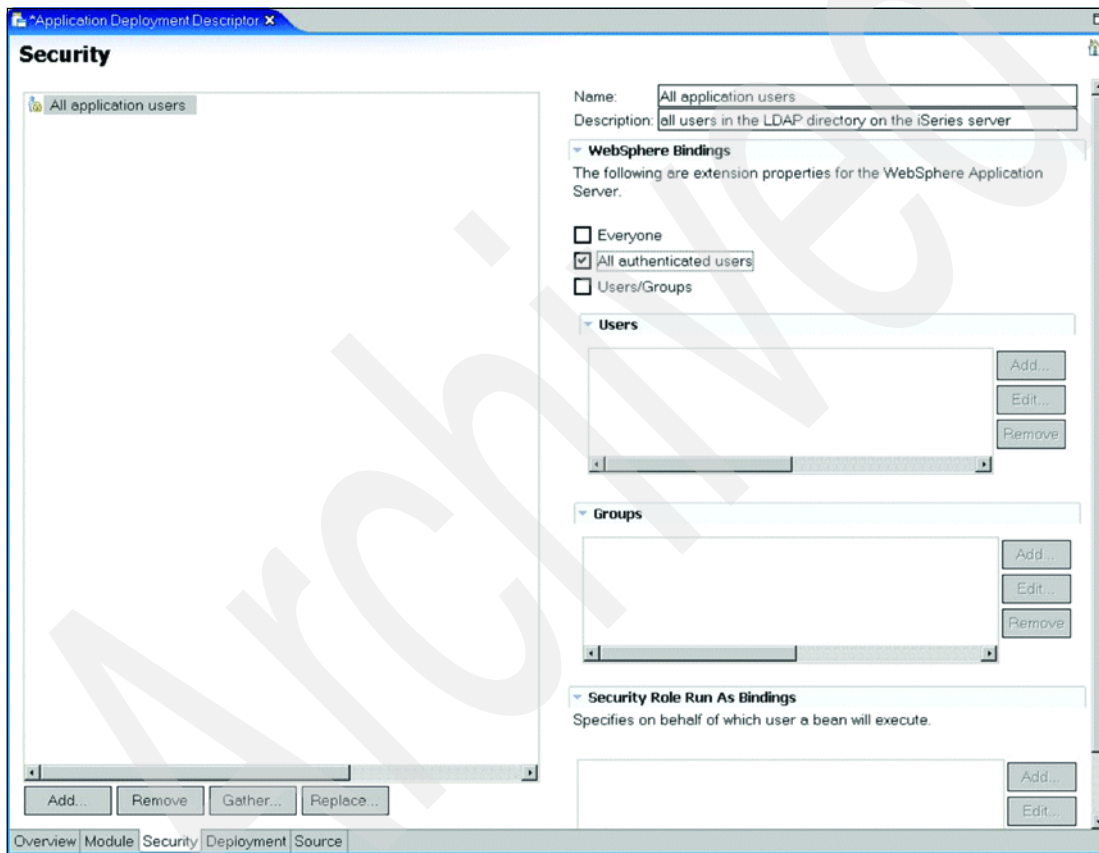 *Application Deployment Descriptor
Security
All application users
Name: All application users
Description: all users in the LDAP directory on the iSeries server
WebSphere Bindings
The following are extension properties for the WebSphere Application
Server.
Everyone
All authenticated users
Users/Groups
Users
Add...
Edit...
Remove
Groups
Add...
Edit...
Remove
Security Role Run As Bindings
Specifies on behalf of which user a bean will execute.
Add...
Edit...
Add... Remove Gather... Replace...
Overview Module Security Deployment Source
Archived